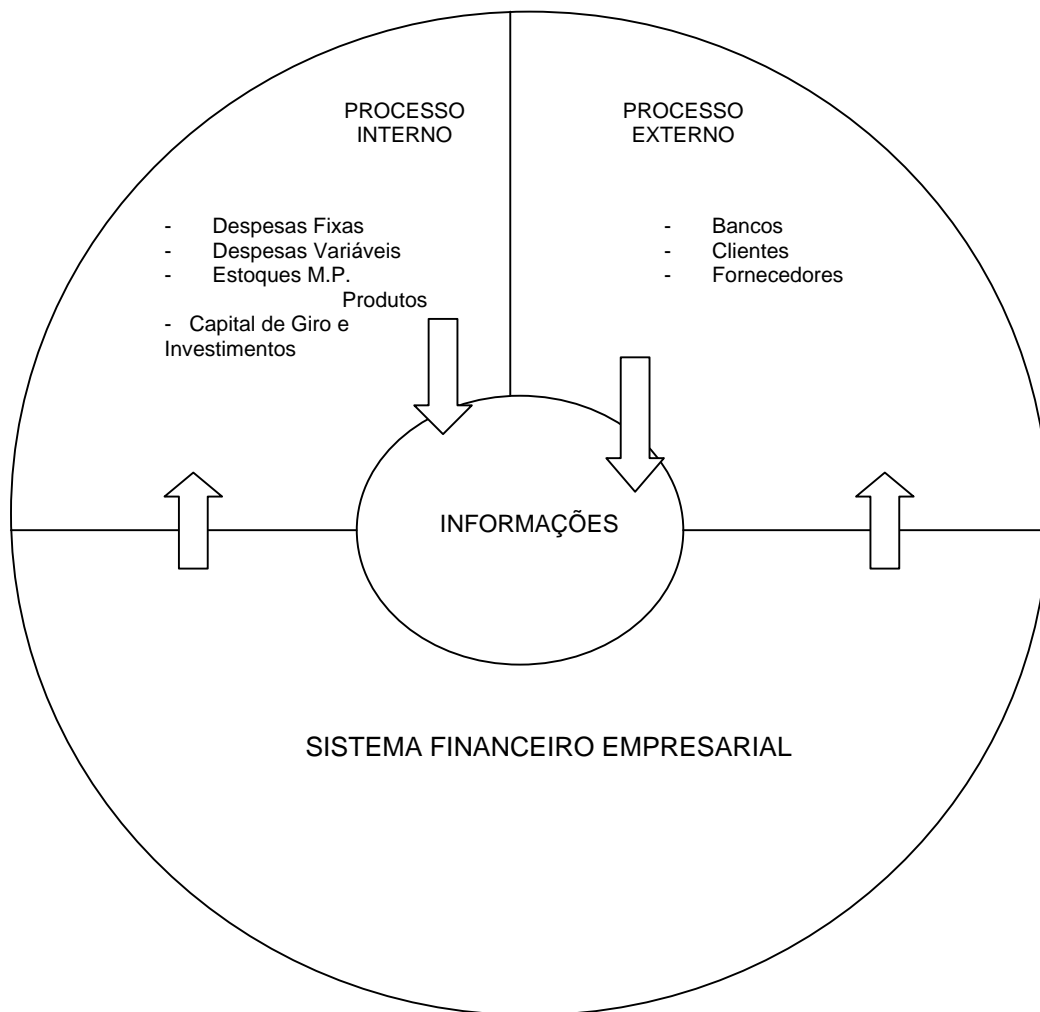 PROCESSO
INTERNO
- Despesas Fixas
- Despesas Variáveis
- Estoques M.P.
Produtos
- Capital de Giro e
Investimentos
PROCESSO
EXTERNO
- Bancos
- Clientes
- Fornecedores
INFORMAÇÕES
SISTEMA FINANCEIRO EMPRESARIAL